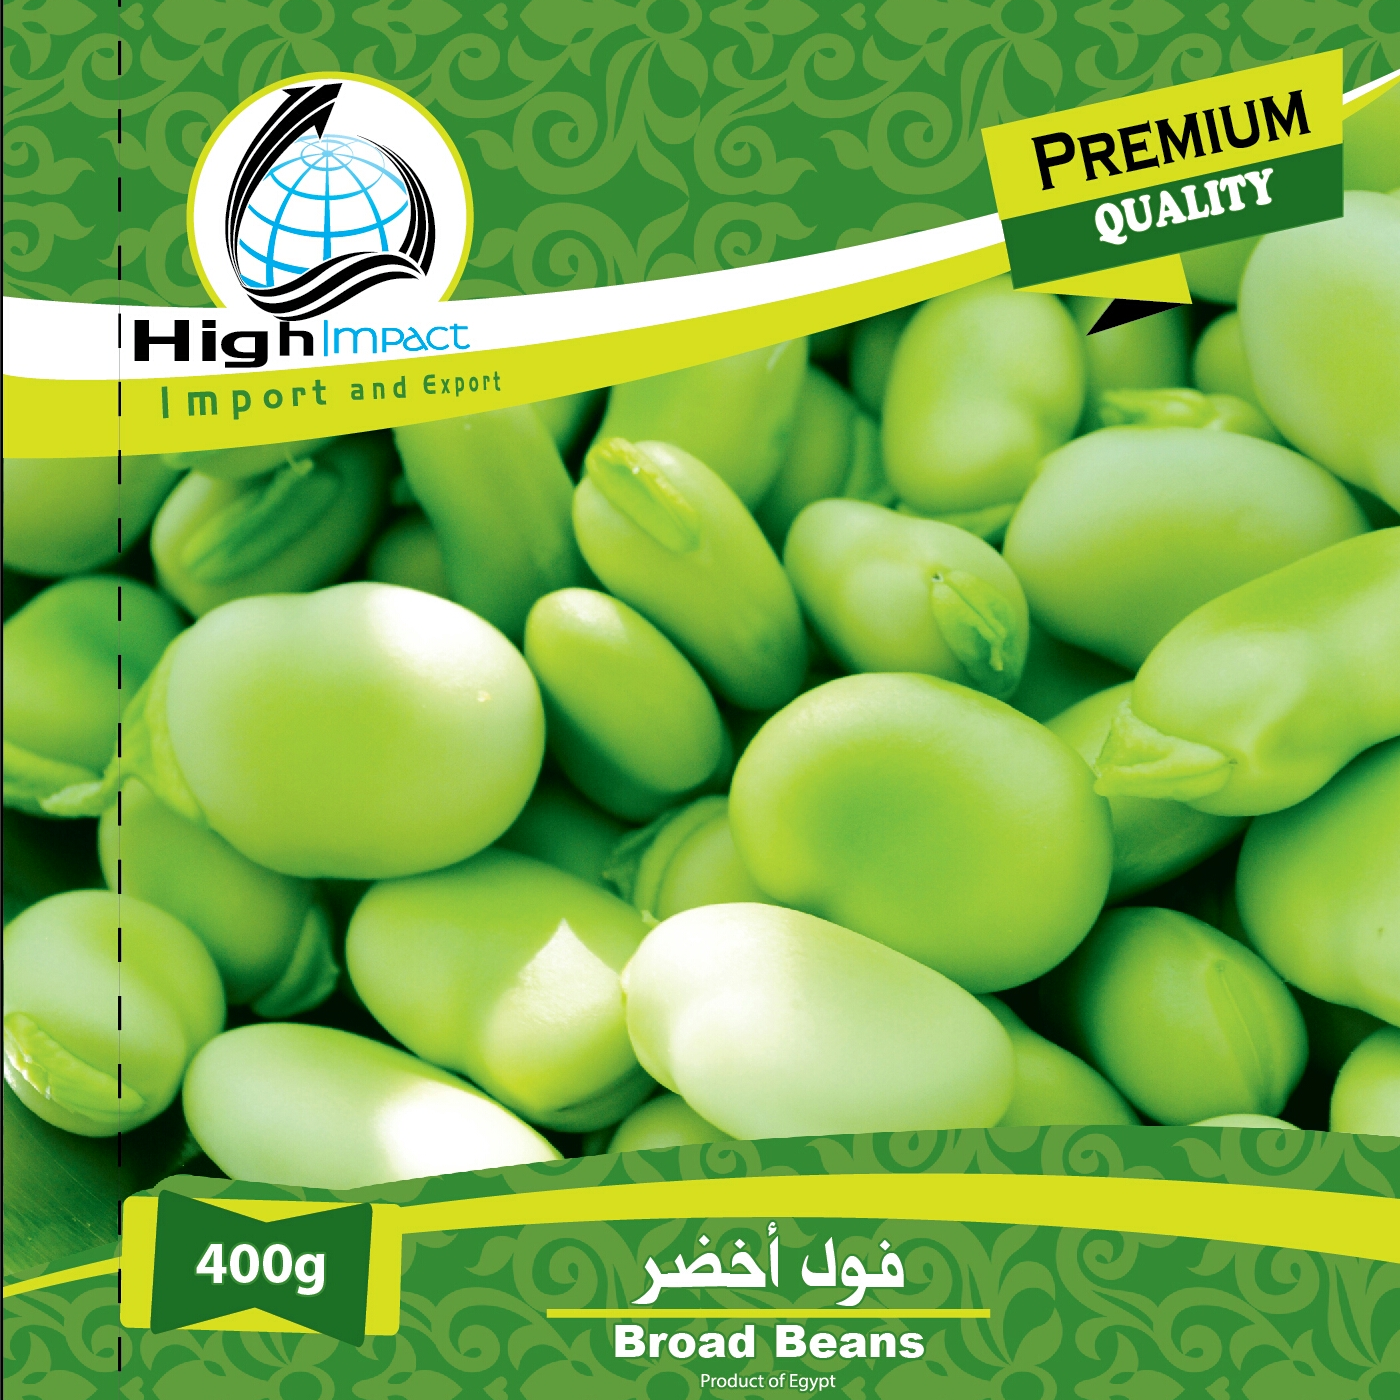 PREMIUM
QUALITY
High Impact
Import and Export
400g
فول أخضر
Broad Beans
Product of Egypt